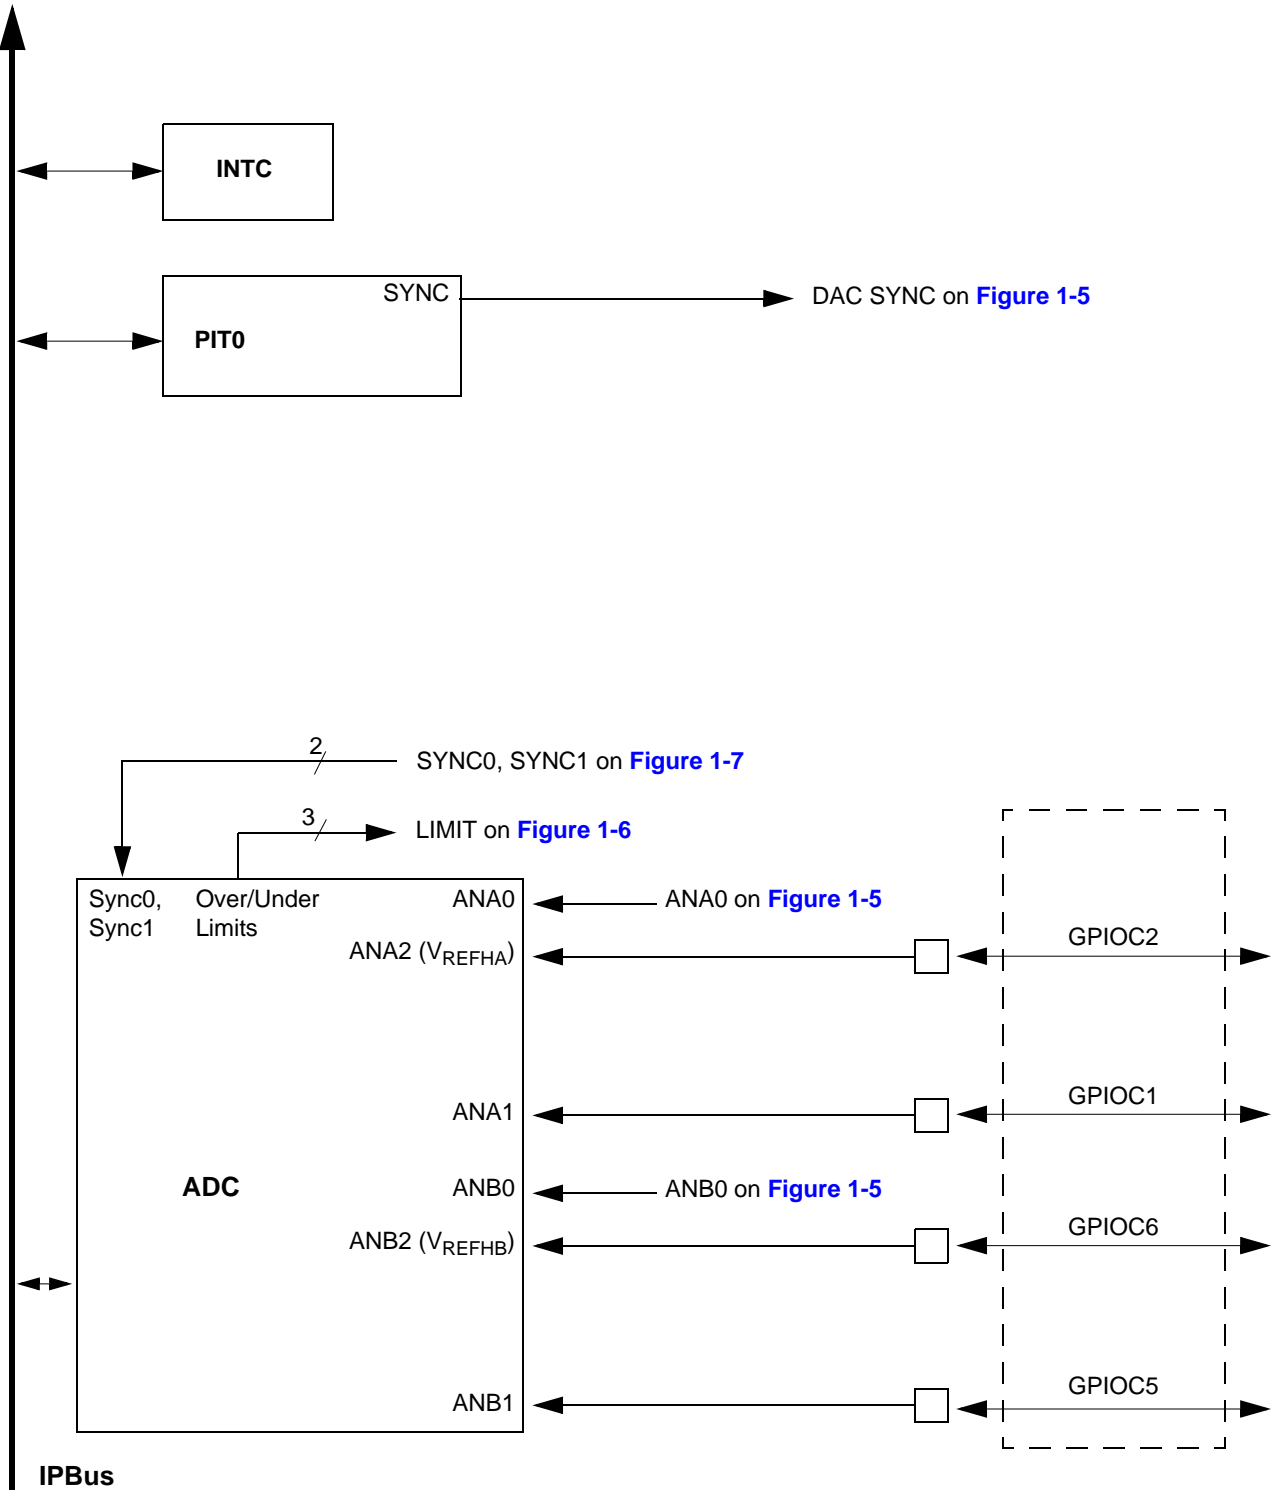 INTC
SYNC
DAC SYNC on Figure 1-5
PIT0
2
SYNC0, SYNC1 on Figure 1-7
3
LIMIT on Figure 1-6
Sync0,
Sync1
Over/Under
Limits
ANA0
ANA0 on Figure 1-5
ANA2 (VREFHA)
GPIOC2
ANA1
GPIOC1
ADC
ANB0
ANB0 on Figure 1-5
ANB2 (VREFHB)
GPIOC6
ANB1
GPIOC5
IPBus